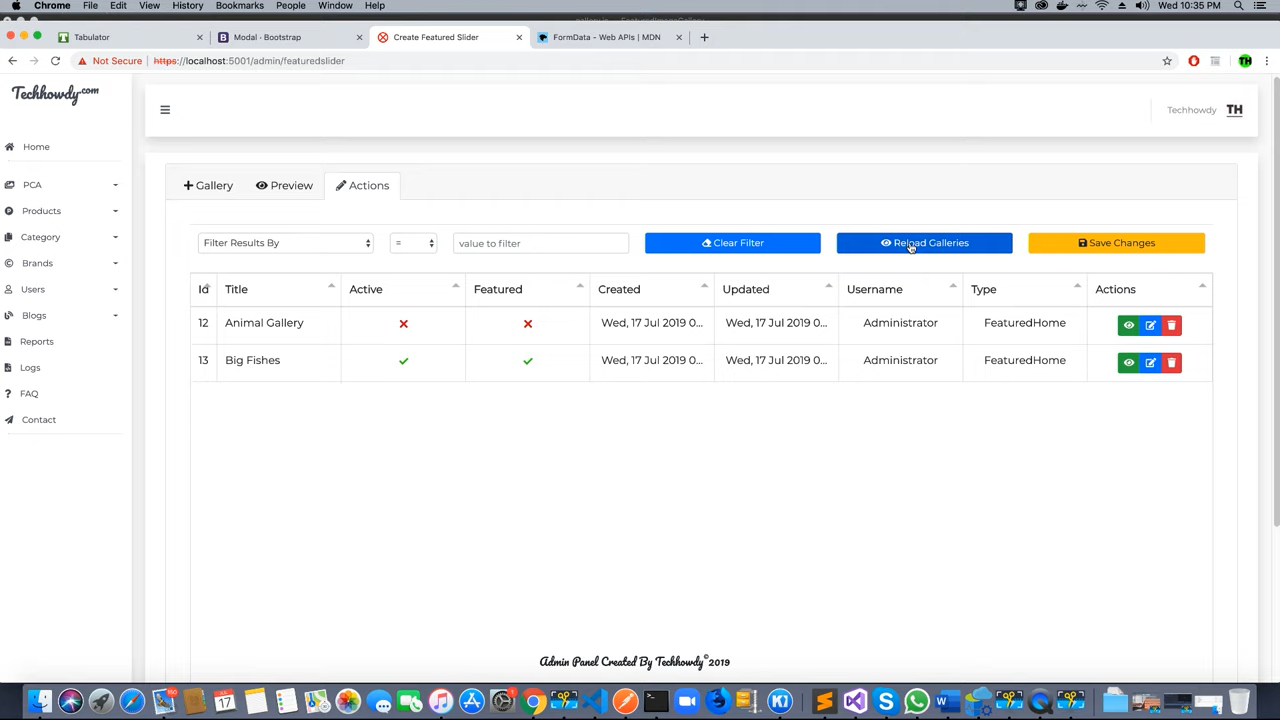 Chrome File Edit View History Bookmarks People Window Help Wed 10:35 PM
Tabulator Modal · Bootstrap Create Featured Slider FormData - Web APIs | MDN
Not Secure https://localhost:5001/admin/featuredslider
Techhowdy.com
Techhowdy TH
Home
PCA
Products
Category
Brands
Users
Blogs
Reports
Logs
FAQ
Contact
Gallery Preview Actions
Filter Results By = value to filter Clear Filter Reload Galleries Save Changes
Id Title Active Featured Created Updated Username Type Actions
12 Animal Gallery Wed, 17 Jul 2019 0... Wed, 17 Jul 2019 0... Administrator FeaturedHome
13 Big Fishes Wed, 17 Jul 2019 0... Wed, 17 Jul 2019 0... Administrator FeaturedHome
Admin Panel Created By Techhowdy ©2019